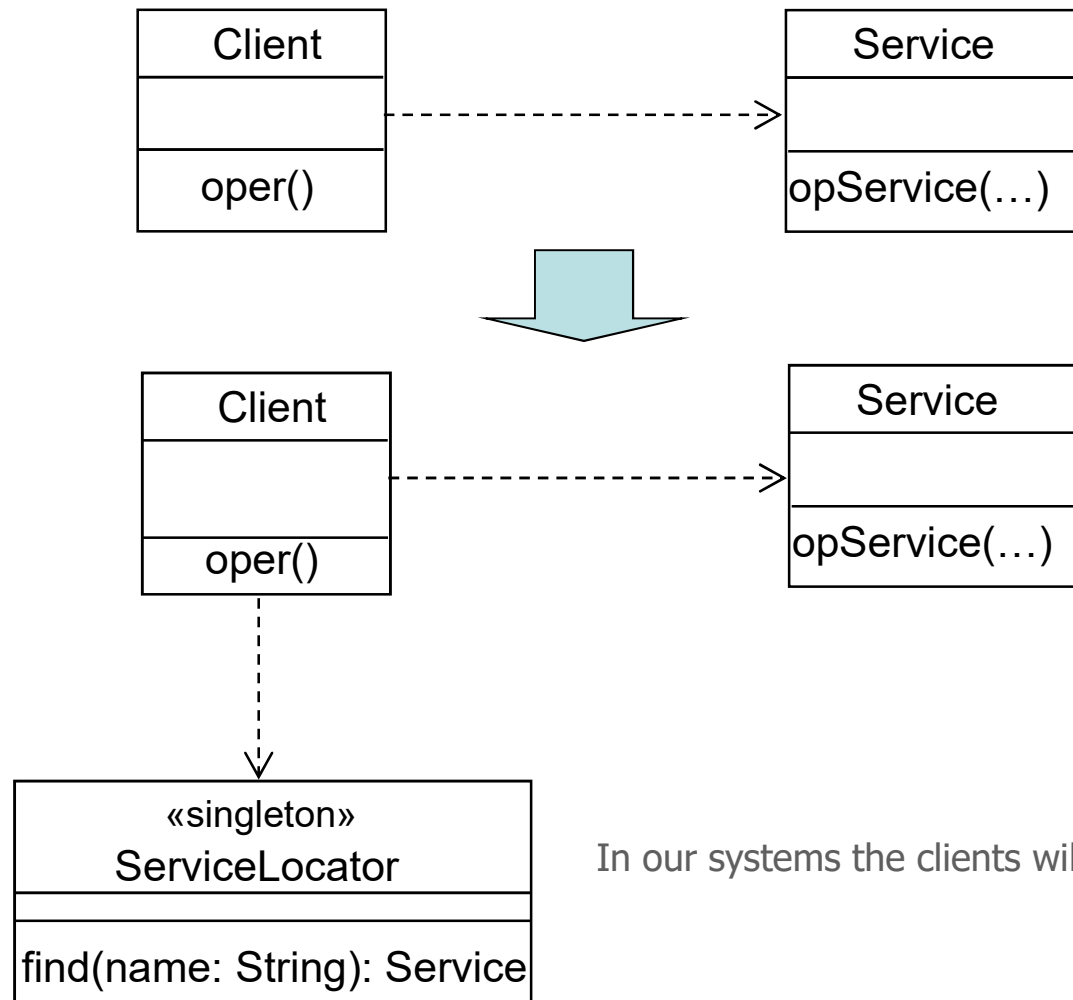 Client
Service
oper()
opService(…)
Client
Service
oper()
opService(…)
«singleton»
ServiceLocator
In our systems the clients
find(name: String): Service